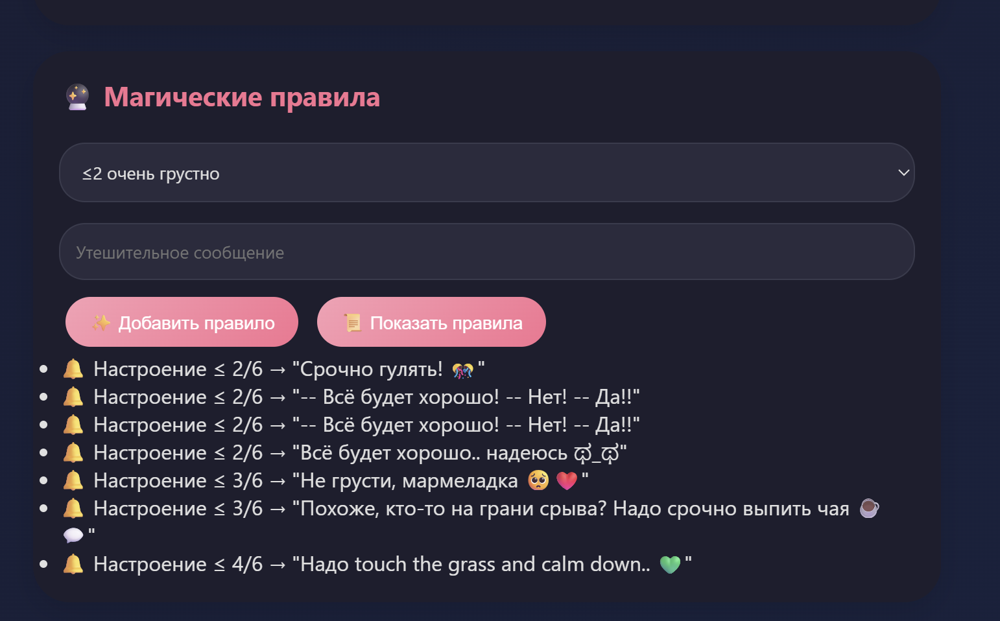 🔮 Магические правила
≤2 очень грустно
Утешительное сообщение
✨ Добавить правило
📜 Показать правила
• 🔔 Настроение ≤ 2/6 → "Срочно гулять! 🎊"
• 🔔 Настроение ≤ 2/6 → "-- Всё будет хорошо! -- Нет! -- Да!!"
• 🔔 Настроение ≤ 2/6 → "-- Всё будет хорошо! -- Нет! -- Да!!"
• 🔔 Настроение ≤ 2/6 → "Всё будет хорошо.. надеюсь ಥ_ಥ"
• 🔔 Настроение ≤ 3/6 → "Не грусти, мармеладка 🥺❤️"
• 🔔 Настроение ≤ 3/6 → "Похоже, кто-то на грани срыва? Надо срочно выпить чая ☕
💬"
• 🔔 Настроение ≤ 4/6 → "Надо touch the grass and calm down.. 💚"